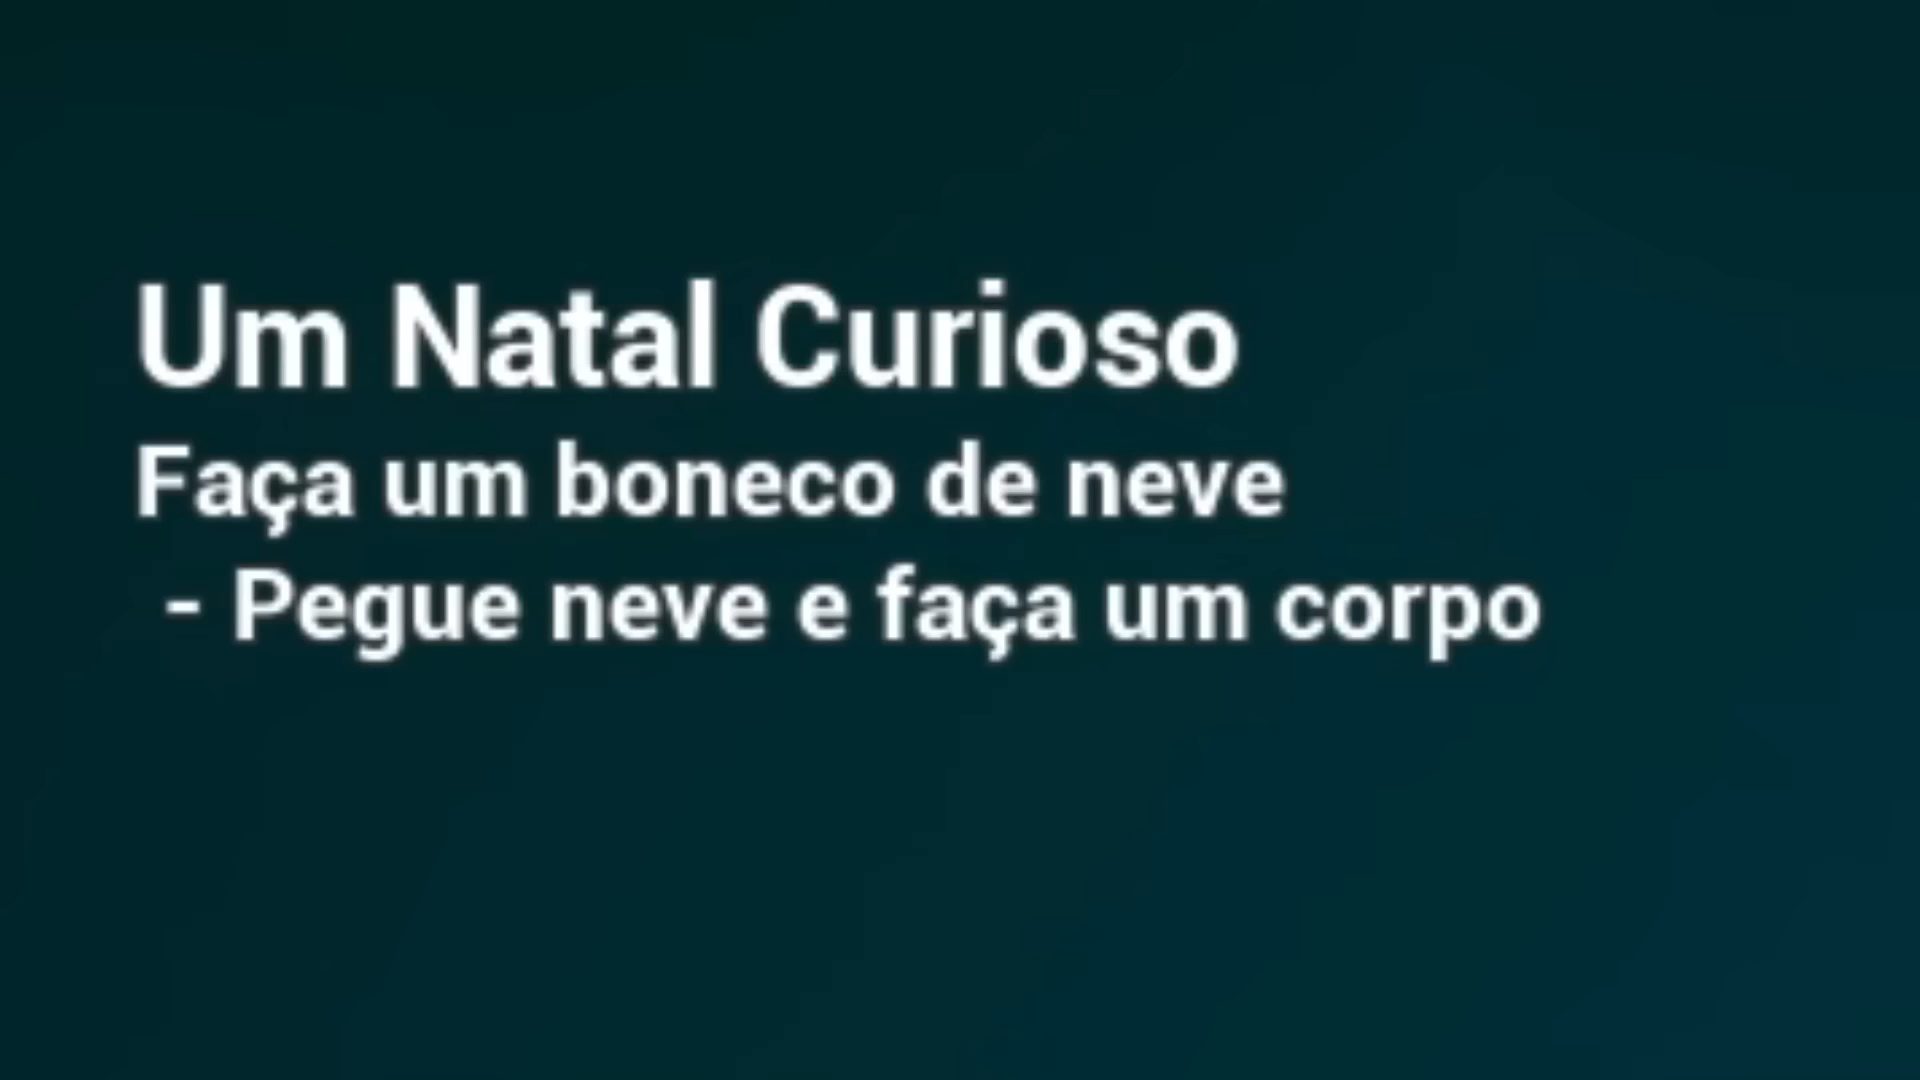 Um Natal Curioso
Faça um boneco de neve
- Pegue neve e faça um corpo